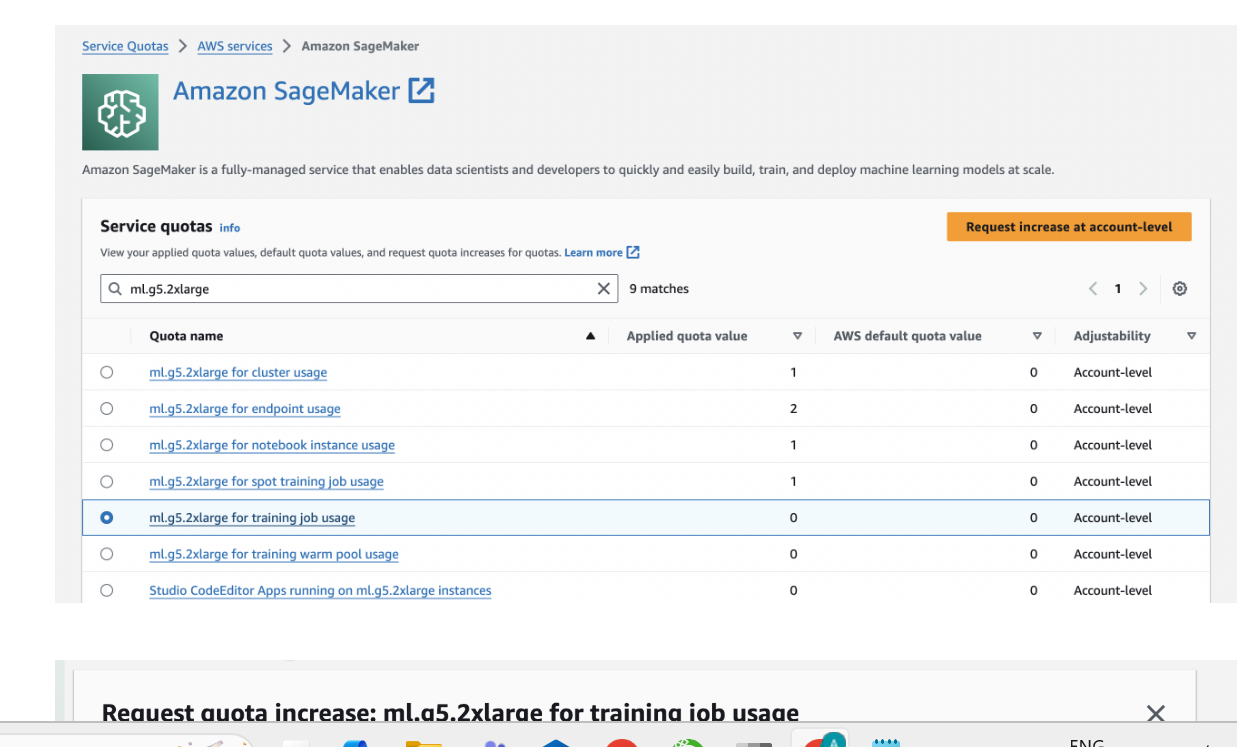 Service Quotas > AWS services > Amazon SageMaker
Amazon SageMaker
Amazon SageMaker is a fully-managed service that enables data scientists and developers to quickly and easily build, train, and deploy machine learning models at scale.
Service quotas info
Request increase at account-level
View your applied quota values, default quota values, and request quota increases for quotas. Learn more
ml.g5.2xlarge
9 matches
1
Quota name Applied quota value AWS default quota value Adjustability
ml.g5.2xlarge for cluster usage 1 0 Account-level
ml.g5.2xlarge for endpoint usage 2 0 Account-level
ml.g5.2xlarge for notebook instance usage 1 0 Account-level
ml.g5.2xlarge for spot training job usage 1 0 Account-level
ml.g5.2xlarge for training job usage 0 0 Account-level
ml.g5.2xlarge for training warm pool usage 0 0 Account-level
Studio CodeEditor Apps running on ml.g5.2xlarge instances 0 0 Account-level
Request quota increase: ml.g5.2xlarge for training job usage
ENG